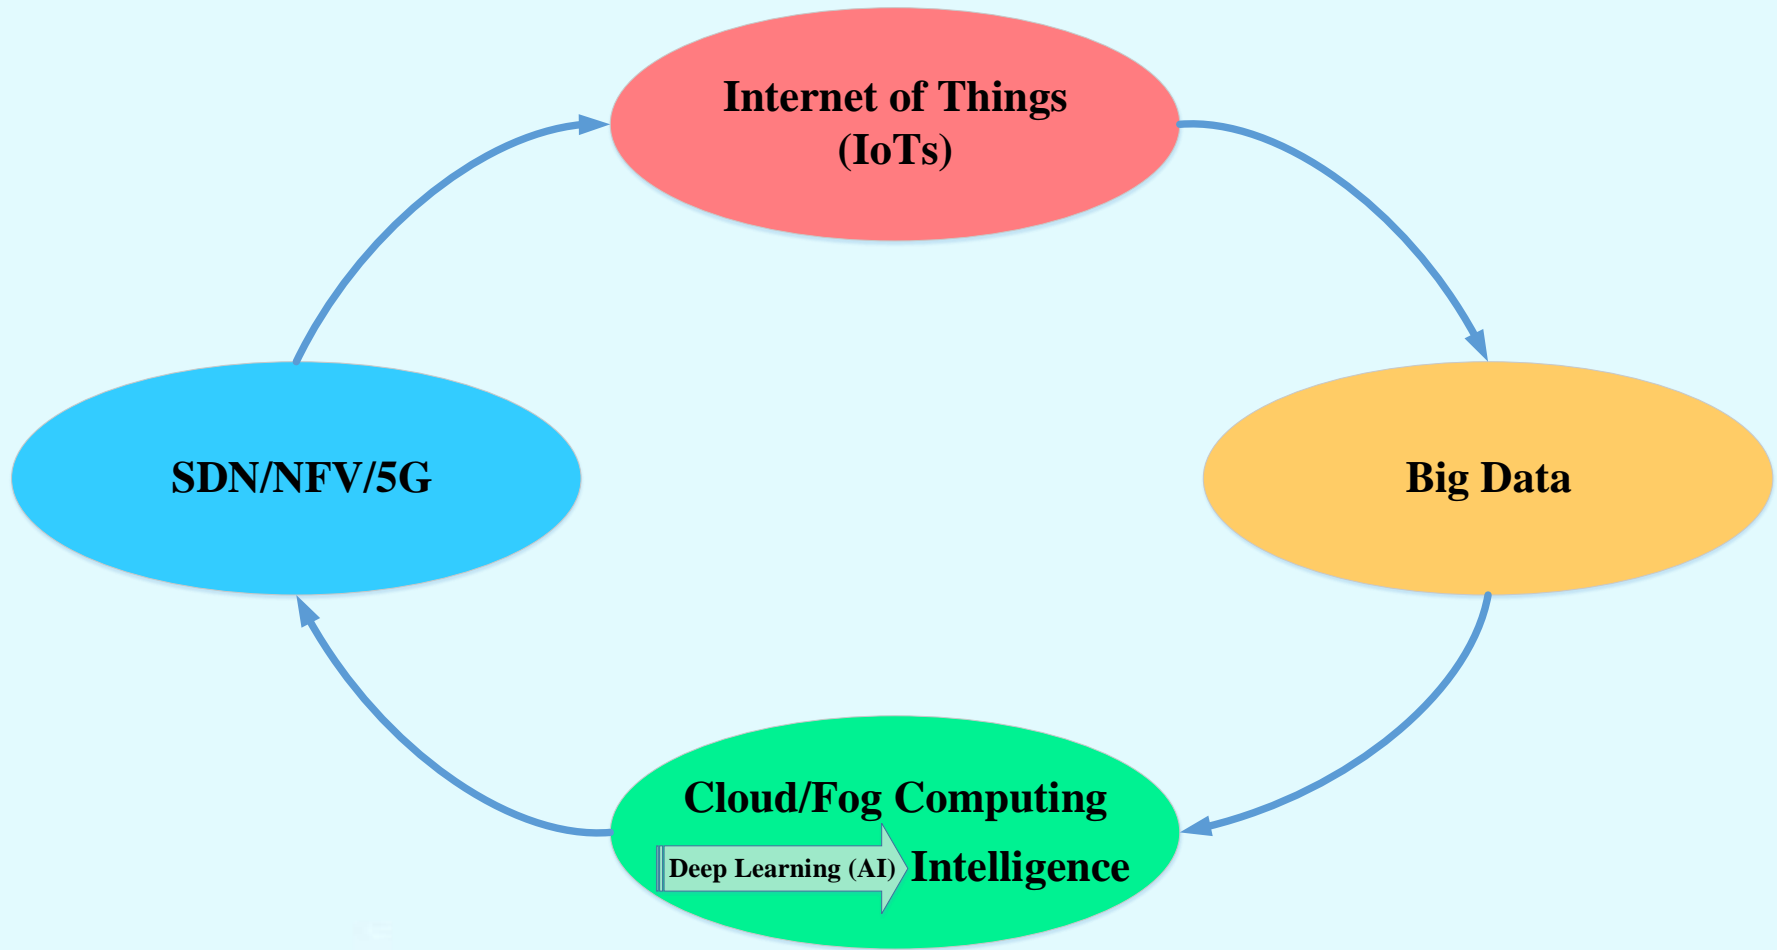 Internet of Things
(IoTs)
SDN/NFV/5G
Big Data
Cloud/Fog Computing
Deep Learning (AI) Intelligence